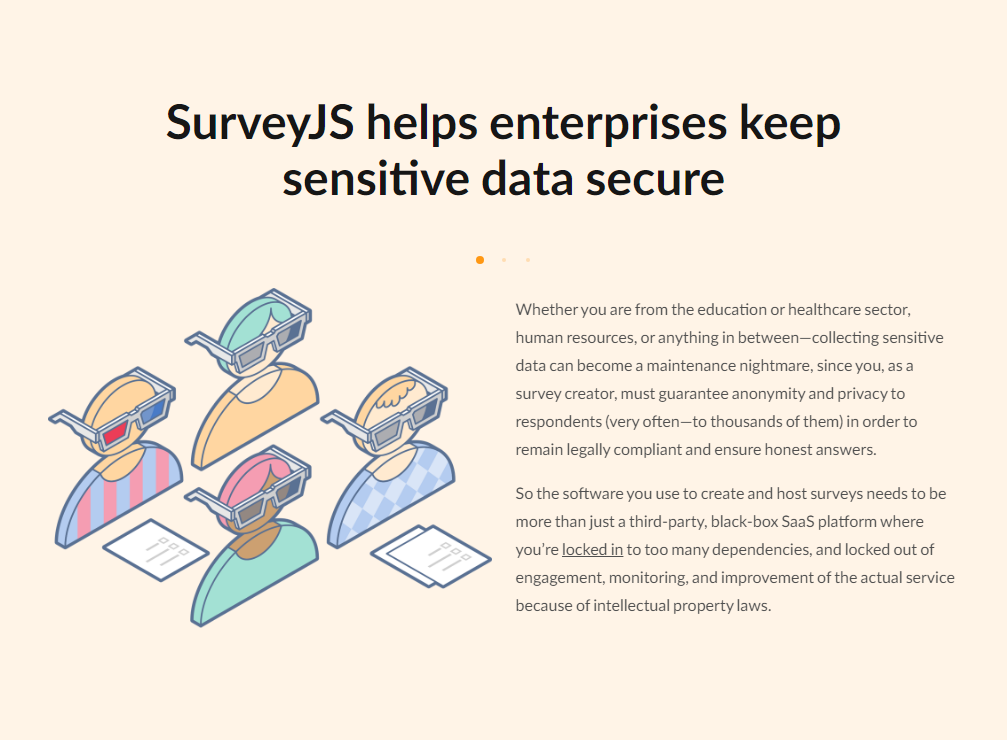 SurveyJS helps enterprises keep
sensitive data secure
Whether you are from the education or healthcare sector,
human resources, or anything in between—collecting sensitive
data can become a maintenance nightmare, since you, as a
survey creator, must guarantee anonymity and privacy to
respondents (very often—to thousands of them) in order to
remain legally compliant and ensure honest answers.
So the software you use to create and host surveys needs to be
more than just a third-party, black-box SaaS platform where
you’re locked in to too many dependencies, and locked out of
engagement, monitoring, and improvement of the actual service
because of intellectual property laws.